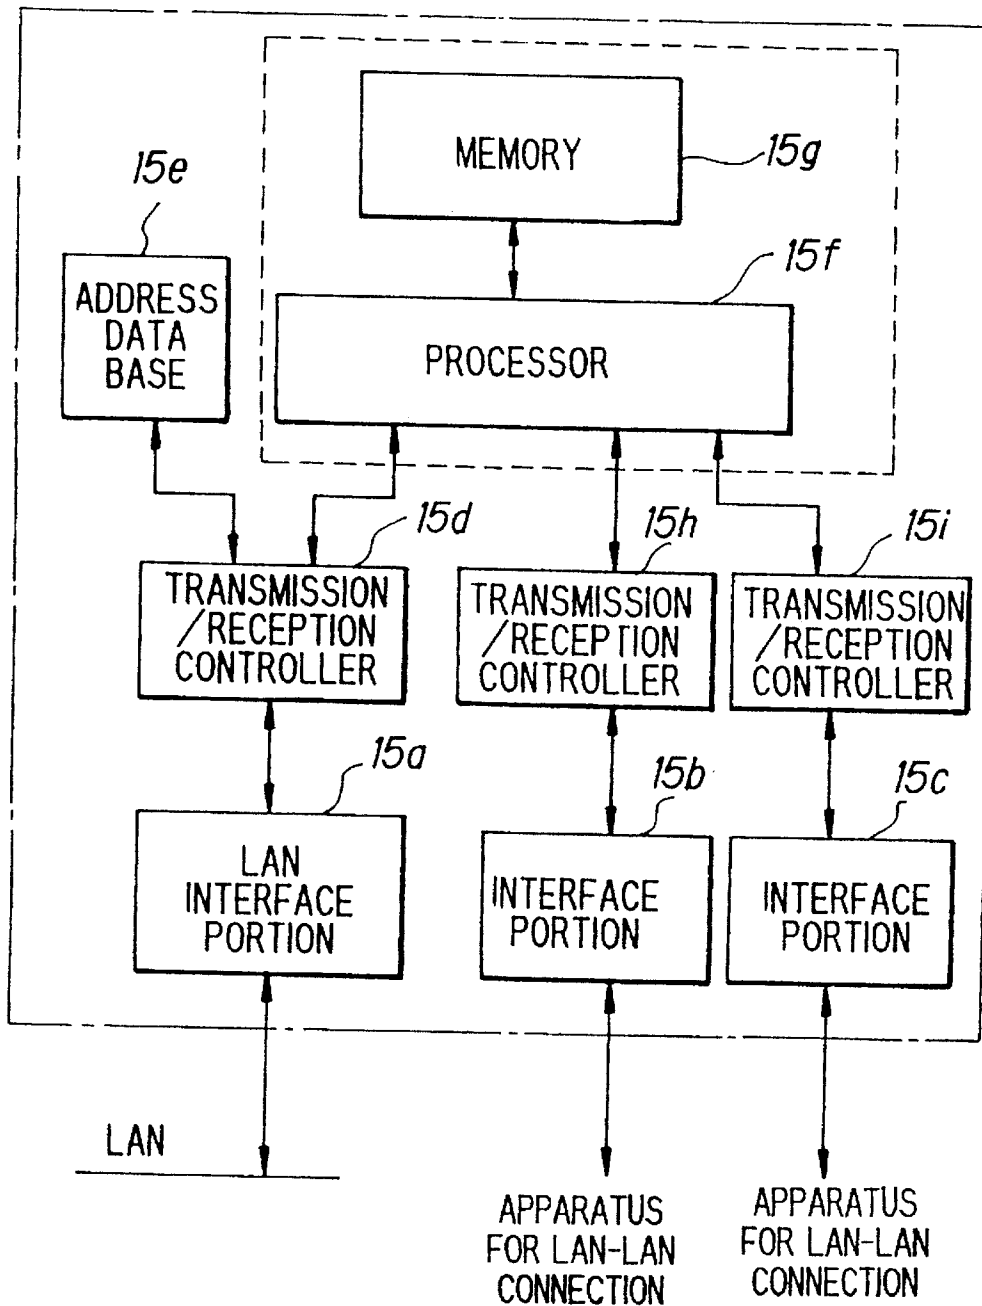 MEMORY
15g
15e
ADDRESS
DATA
BASE
15f
PROCESSOR
15d
TRANSMISSION
/RECEPTION
CONTROLLER
15h
TRANSMISSION
/RECEPTION
CONTROLLER
15i
TRANSMISSION
/RECEPTION
CONTROLLER
15a
LAN
INTERFACE
PORTION
15b
INTERFACE
PORTION
15c
INTERFACE
PORTION
LAN
APPARATUS
FOR LAN-LAN
CONNECTION
APPARATUS
FOR LAN-LAN
CONNECTION